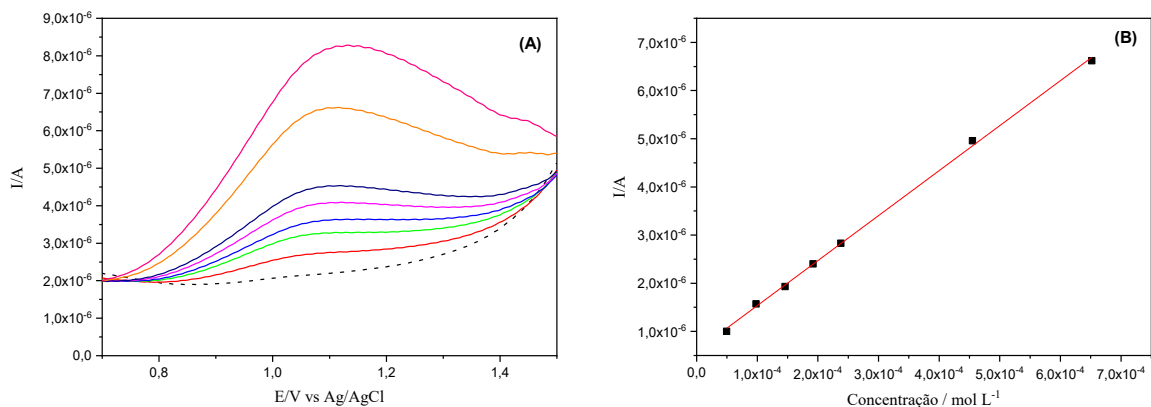 (A)
I/A
9,0x10⁻⁶
8,0x10⁻⁶
7,0x10⁻⁶
6,0x10⁻⁶
5,0x10⁻⁶
4,0x10⁻⁶
3,0x10⁻⁶
2,0x10⁻⁶
1,0x10⁻⁶
0,0
0,8 1,0 1,2 1,4
E/V vs Ag/AgCl
(B)
I/A
7,0x10⁻⁶
6,0x10⁻⁶
5,0x10⁻⁶
4,0x10⁻⁶
3,0x10⁻⁶
2,0x10⁻⁶
1,0x10⁻⁶
1,0x10⁻⁴ 2,0x10⁻⁴ 3,0x10⁻⁴ 4,0x10⁻⁴ 5,0x10⁻⁴ 6,0x10⁻⁴ 7,0x10⁻⁴
Concentração / mol L⁻¹